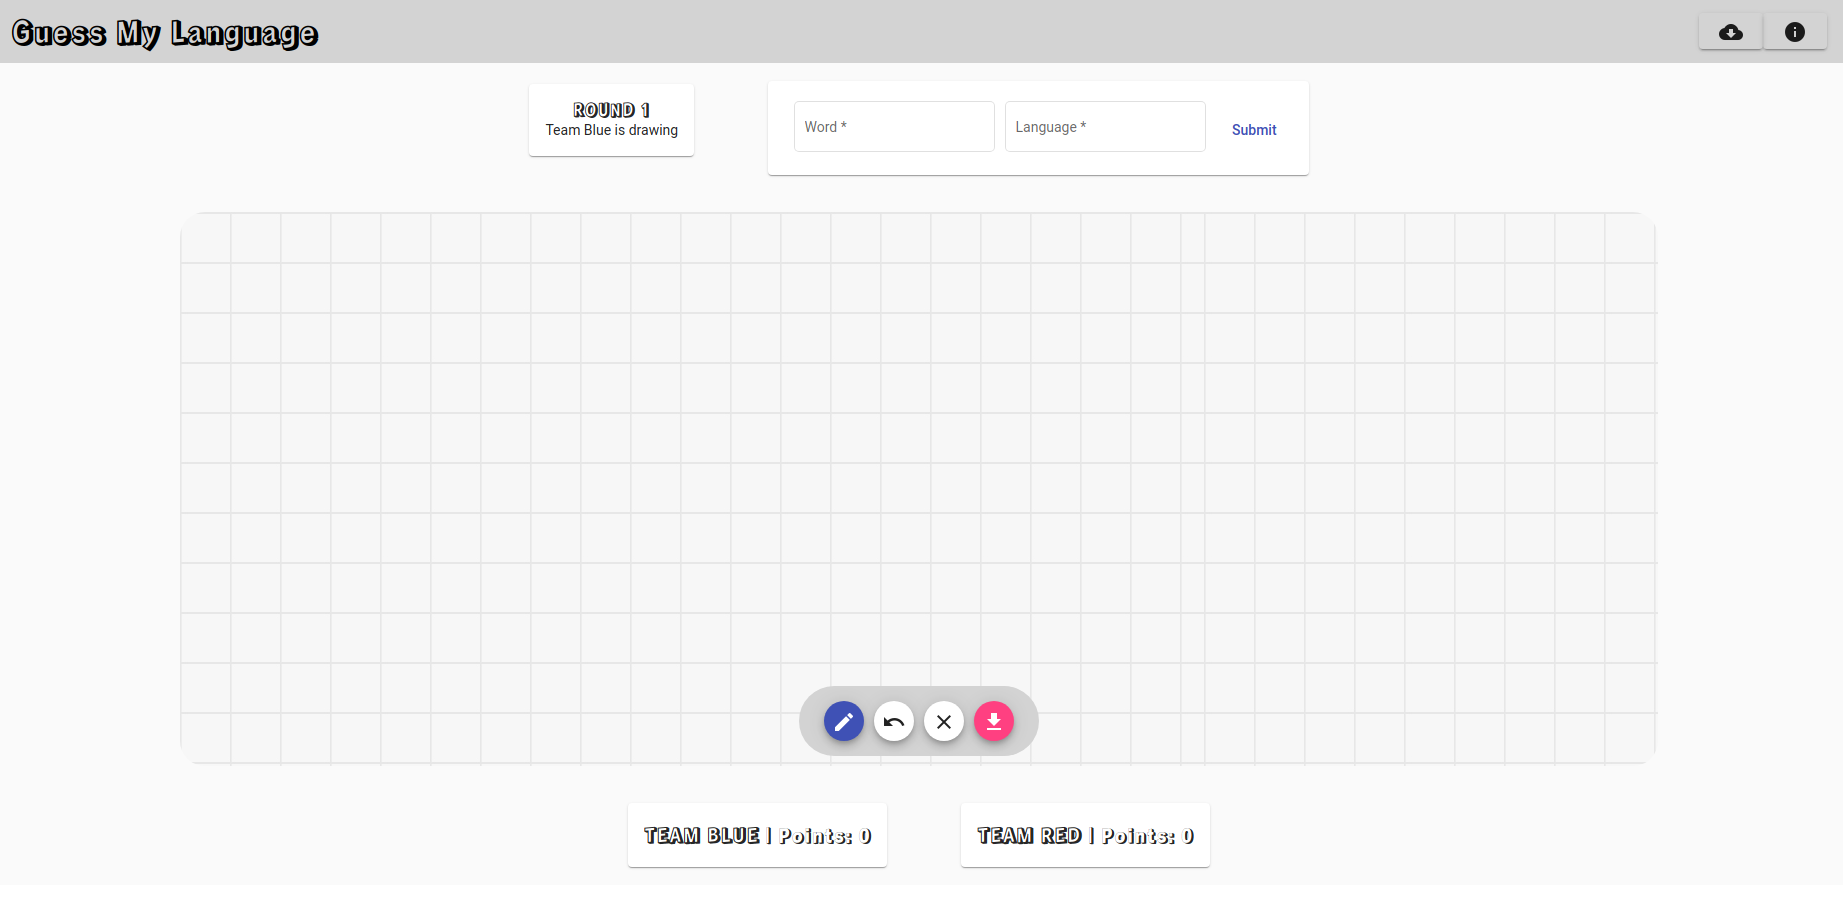 Guess My Language
ROUND 1
Team Blue is drawing
Word *
Language *
Submit
TEAM BLUE | Points: 0
TEAM RED | Points: 0